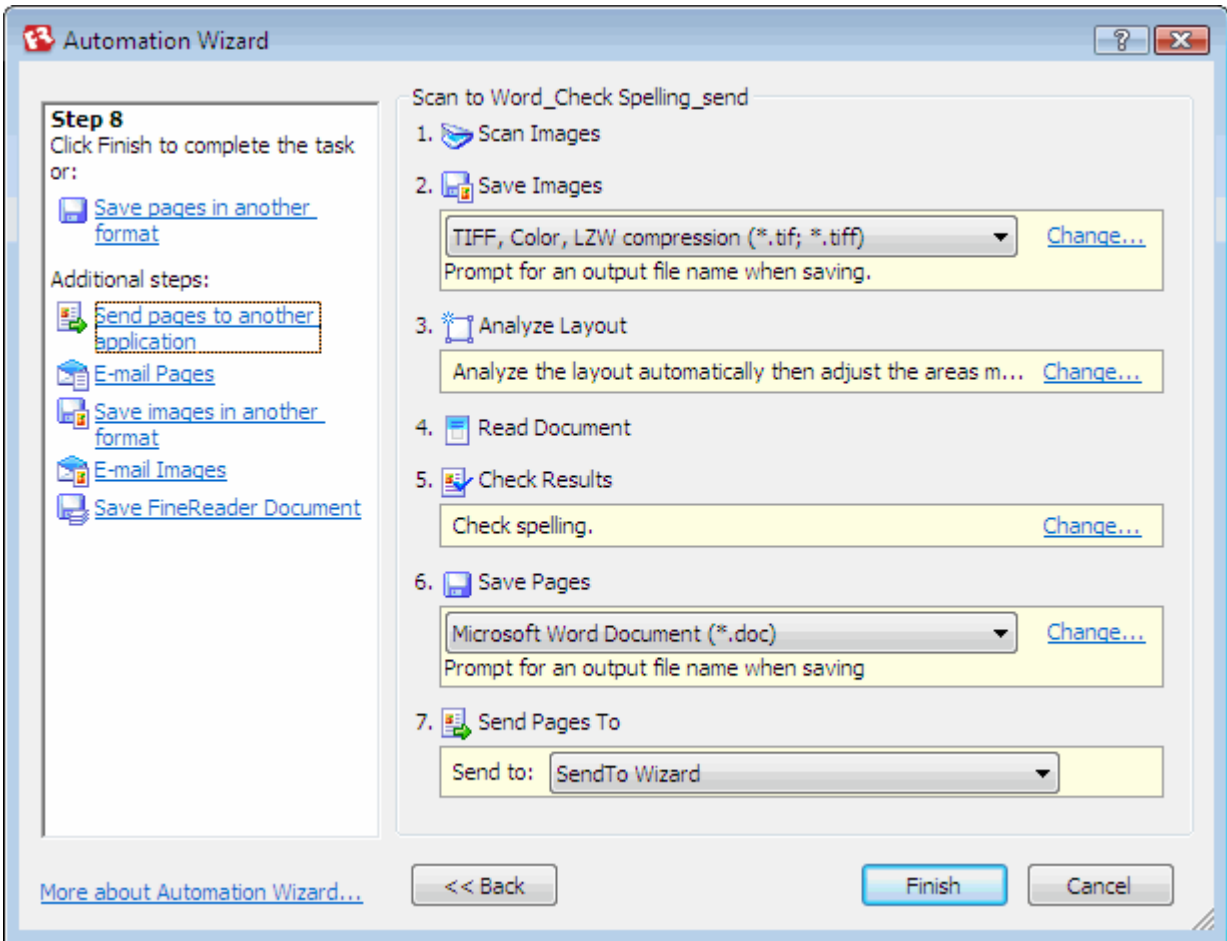 Automation Wizard
Step 8
Click Finish to complete the task
or:
Save pages in another
format
Additional steps:
Send pages to another
application
E-mail Pages
Save images in another
format
E-mail Images
Save FineReader Document
More about Automation Wizard...
Scan to Word_Check Spelling_send
1. Scan Images
2. Save Images
TIFF, Color, LZW compression (*.tif; *.tiff) Change...
Prompt for an output file name when saving.
3. Analyze Layout
Analyze the layout automatically then adjust the areas m... Change...
4. Read Document
5. Check Results
Check spelling. Change...
6. Save Pages
Microsoft Word Document (*.doc) Change...
Prompt for an output file name when saving
7. Send Pages To
Send to: SendTo Wizard
<< Back Finish Cancel